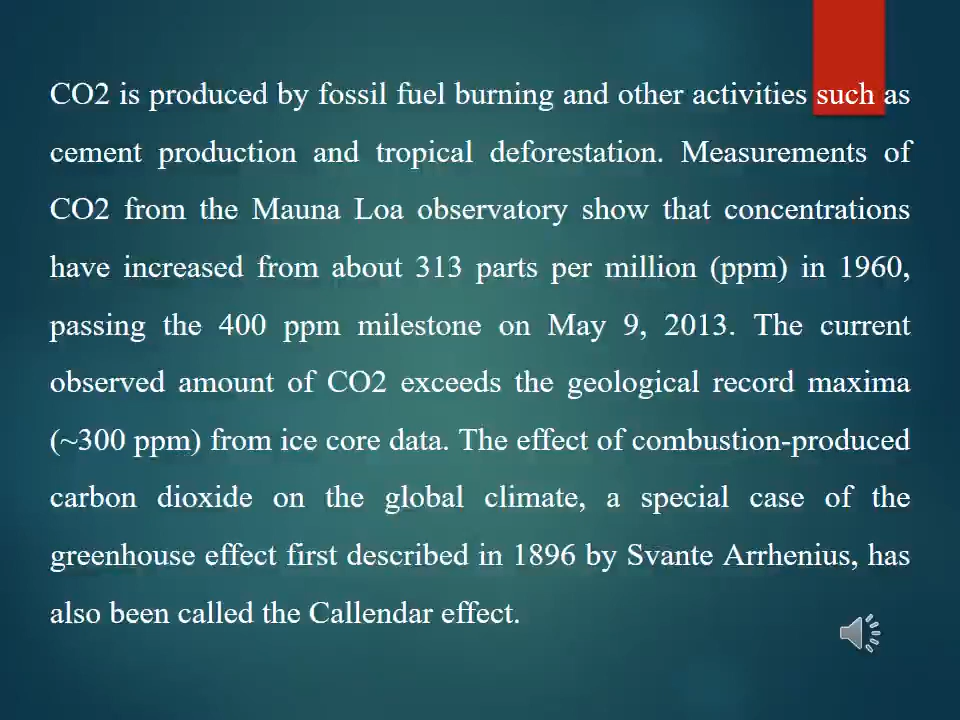 CO2 is produced by fossil fuel burning and other activities such as
cement production and tropical deforestation. Measurements of
CO2 from the Mauna Loa observatory show that concentrations
have increased from about 313 parts per million (ppm) in 1960,
passing the 400 ppm milestone on May 9, 2013. The current
observed amount of CO2 exceeds the geological record maxima
(~300 ppm) from ice core data. The effect of combustion-produced
carbon dioxide on the global climate, a special case of the
greenhouse effect first described in 1896 by Svante Arrhenius, has
also been called the Callendar effect.